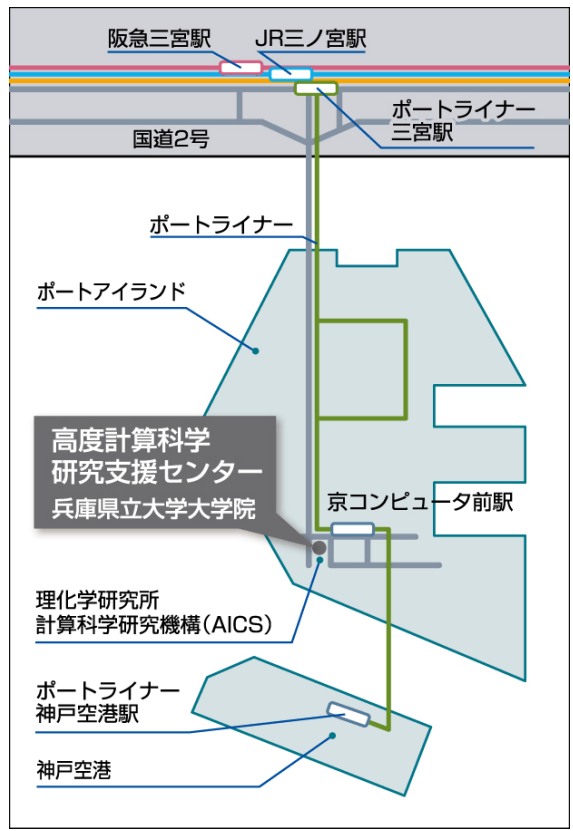 阪急三宮駅
JR三ノ宮駅
ポートライナー
三宮駅
国道2号
ポートライナー
ポートアイランド
高度計算科学
研究支援センター
兵庫県立大学大学院
京コンピュータ前駅
理化学研究所
計算科学研究機構(AICS)
ポートライナー
神戸空港駅
神戸空港